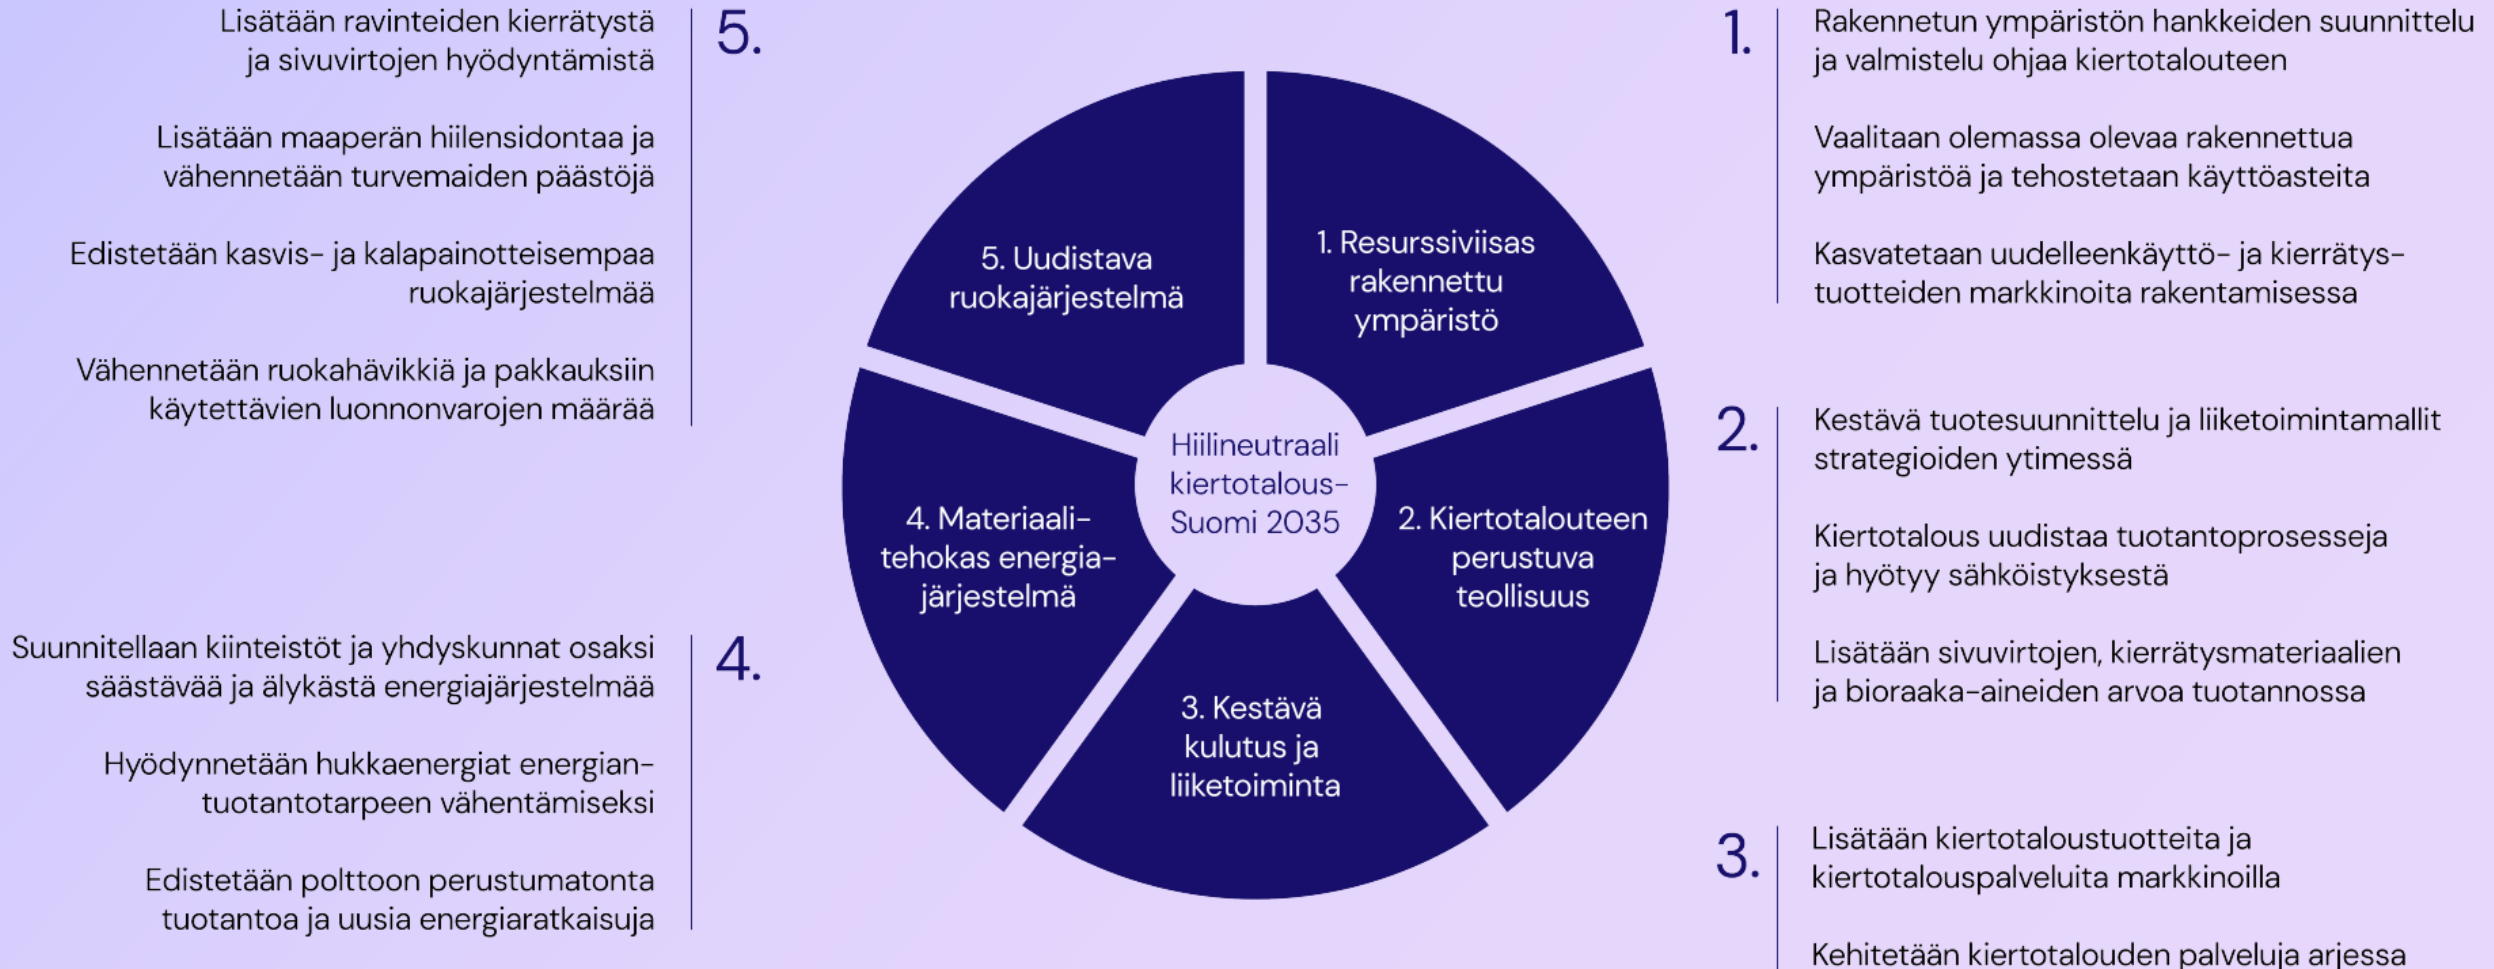 Lisätään ravinteiden kierrätystä
ja sivuvirtojen hyödyntämistä
Lisätään maaperän hiilensidontaa ja
vähennetään turvemaiden päästöjä
Edistetään kasvis- ja kalapainotteisempaa
ruokajärjestelmää
Vähennetään ruokahävikkiä ja pakkauksiin
käytettävien luonnonvarojen määrää
5.
Suunnitellaan kiinteistöt ja yhdyskunnat osaksi
säästävää ja älykästä energiajärjestelmää
Hyödynnetään hukkaenergiat energian-
tuotantotarpeen vähentämiseksi
Edistetään polttoon perustumatonta
tuotantoa ja uusia energiaratkaisuja
4.
5. Uudistava
ruokajärjestelmä
1. Resurssiviisas
rakennettu
ympäristö
Hiilineutraali
kiertotalous-
Suomi 2035
4. Materiaali-
tehokas energia-
järjestelmä
2. Kiertotalouteen
perustuva
teollisuus
3. Kestävä
kulutus ja
liiketoiminta
1.
Rakennetun ympäristön hankkeiden suunnittelu
ja valmistelu ohjaa kiertotalouteen
Vaalitaan olemassa olevaa rakennettua
ympäristöä ja tehostetaan käyttöasteita
Kasvatetaan uudelleenkäyttö- ja kierrätys-
tuotteiden markkinoita rakentamisessa
2.
Kestävä tuotesuunnittelu ja liiketoimintamallit
strategioiden ytimessä
Kiertotalous uudistaa tuotantoprosesseja
ja hyötyy sähköistyksestä
Lisätään sivuvirtojen, kierrätysmateriaalien
ja bioraaka-aineiden arvoa tuotannossa
3.
Lisätään kiertotaloustuotteita ja
kiertotalouspalveluita markkinoilla
Kehitetään kiertotalouden palveluja arjessa